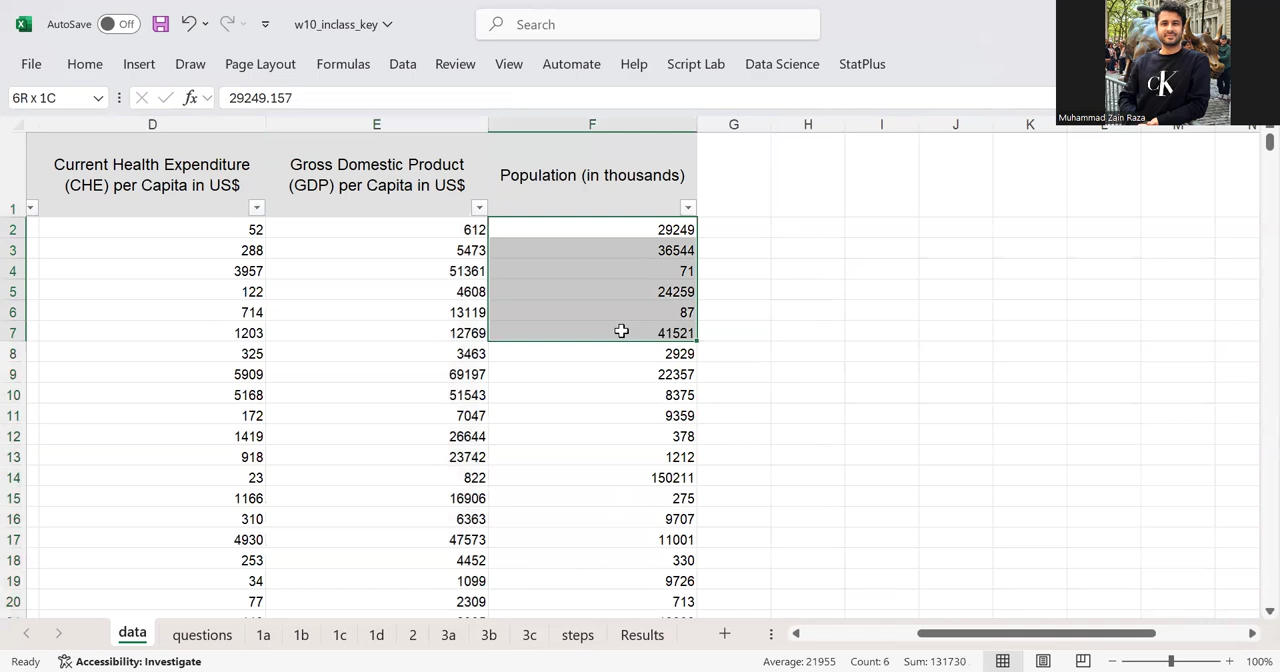 AutoSave Off w10_inclass_key Search
File Home Insert Draw Page Layout Formulas Data Review View Automate Help Script Lab Data Science StatPlus
CK
Muhammad Zain Raza
6R x 1C fx 29249.157
D E F G H I J K
1 Current Health Expenditure (CHE) per Capita in US$ Gross Domestic Product (GDP) per Capita in US$ Population (in thousands)
2 52 612 29249
3 288 5473 36544
4 3957 51361 71
5 122 4608 24259
6 714 13119 87
7 1203 12769 41521
8 325 3463 2929
9 5909 69197 22357
10 5168 51543 8375
11 172 7047 9359
12 1419 26644 378
13 918 23742 1212
14 23 822 150211
15 1166 16906 275
16 310 6363 9707
17 4930 47573 11001
18 253 4452 330
19 34 1099 9726
20 77 2309 713
data questions 1a 1b 1c 1d 2 3a 3b 3c steps Results
Ready Accessibility: Investigate Average: 21955 Count: 6 Sum: 131730 100%